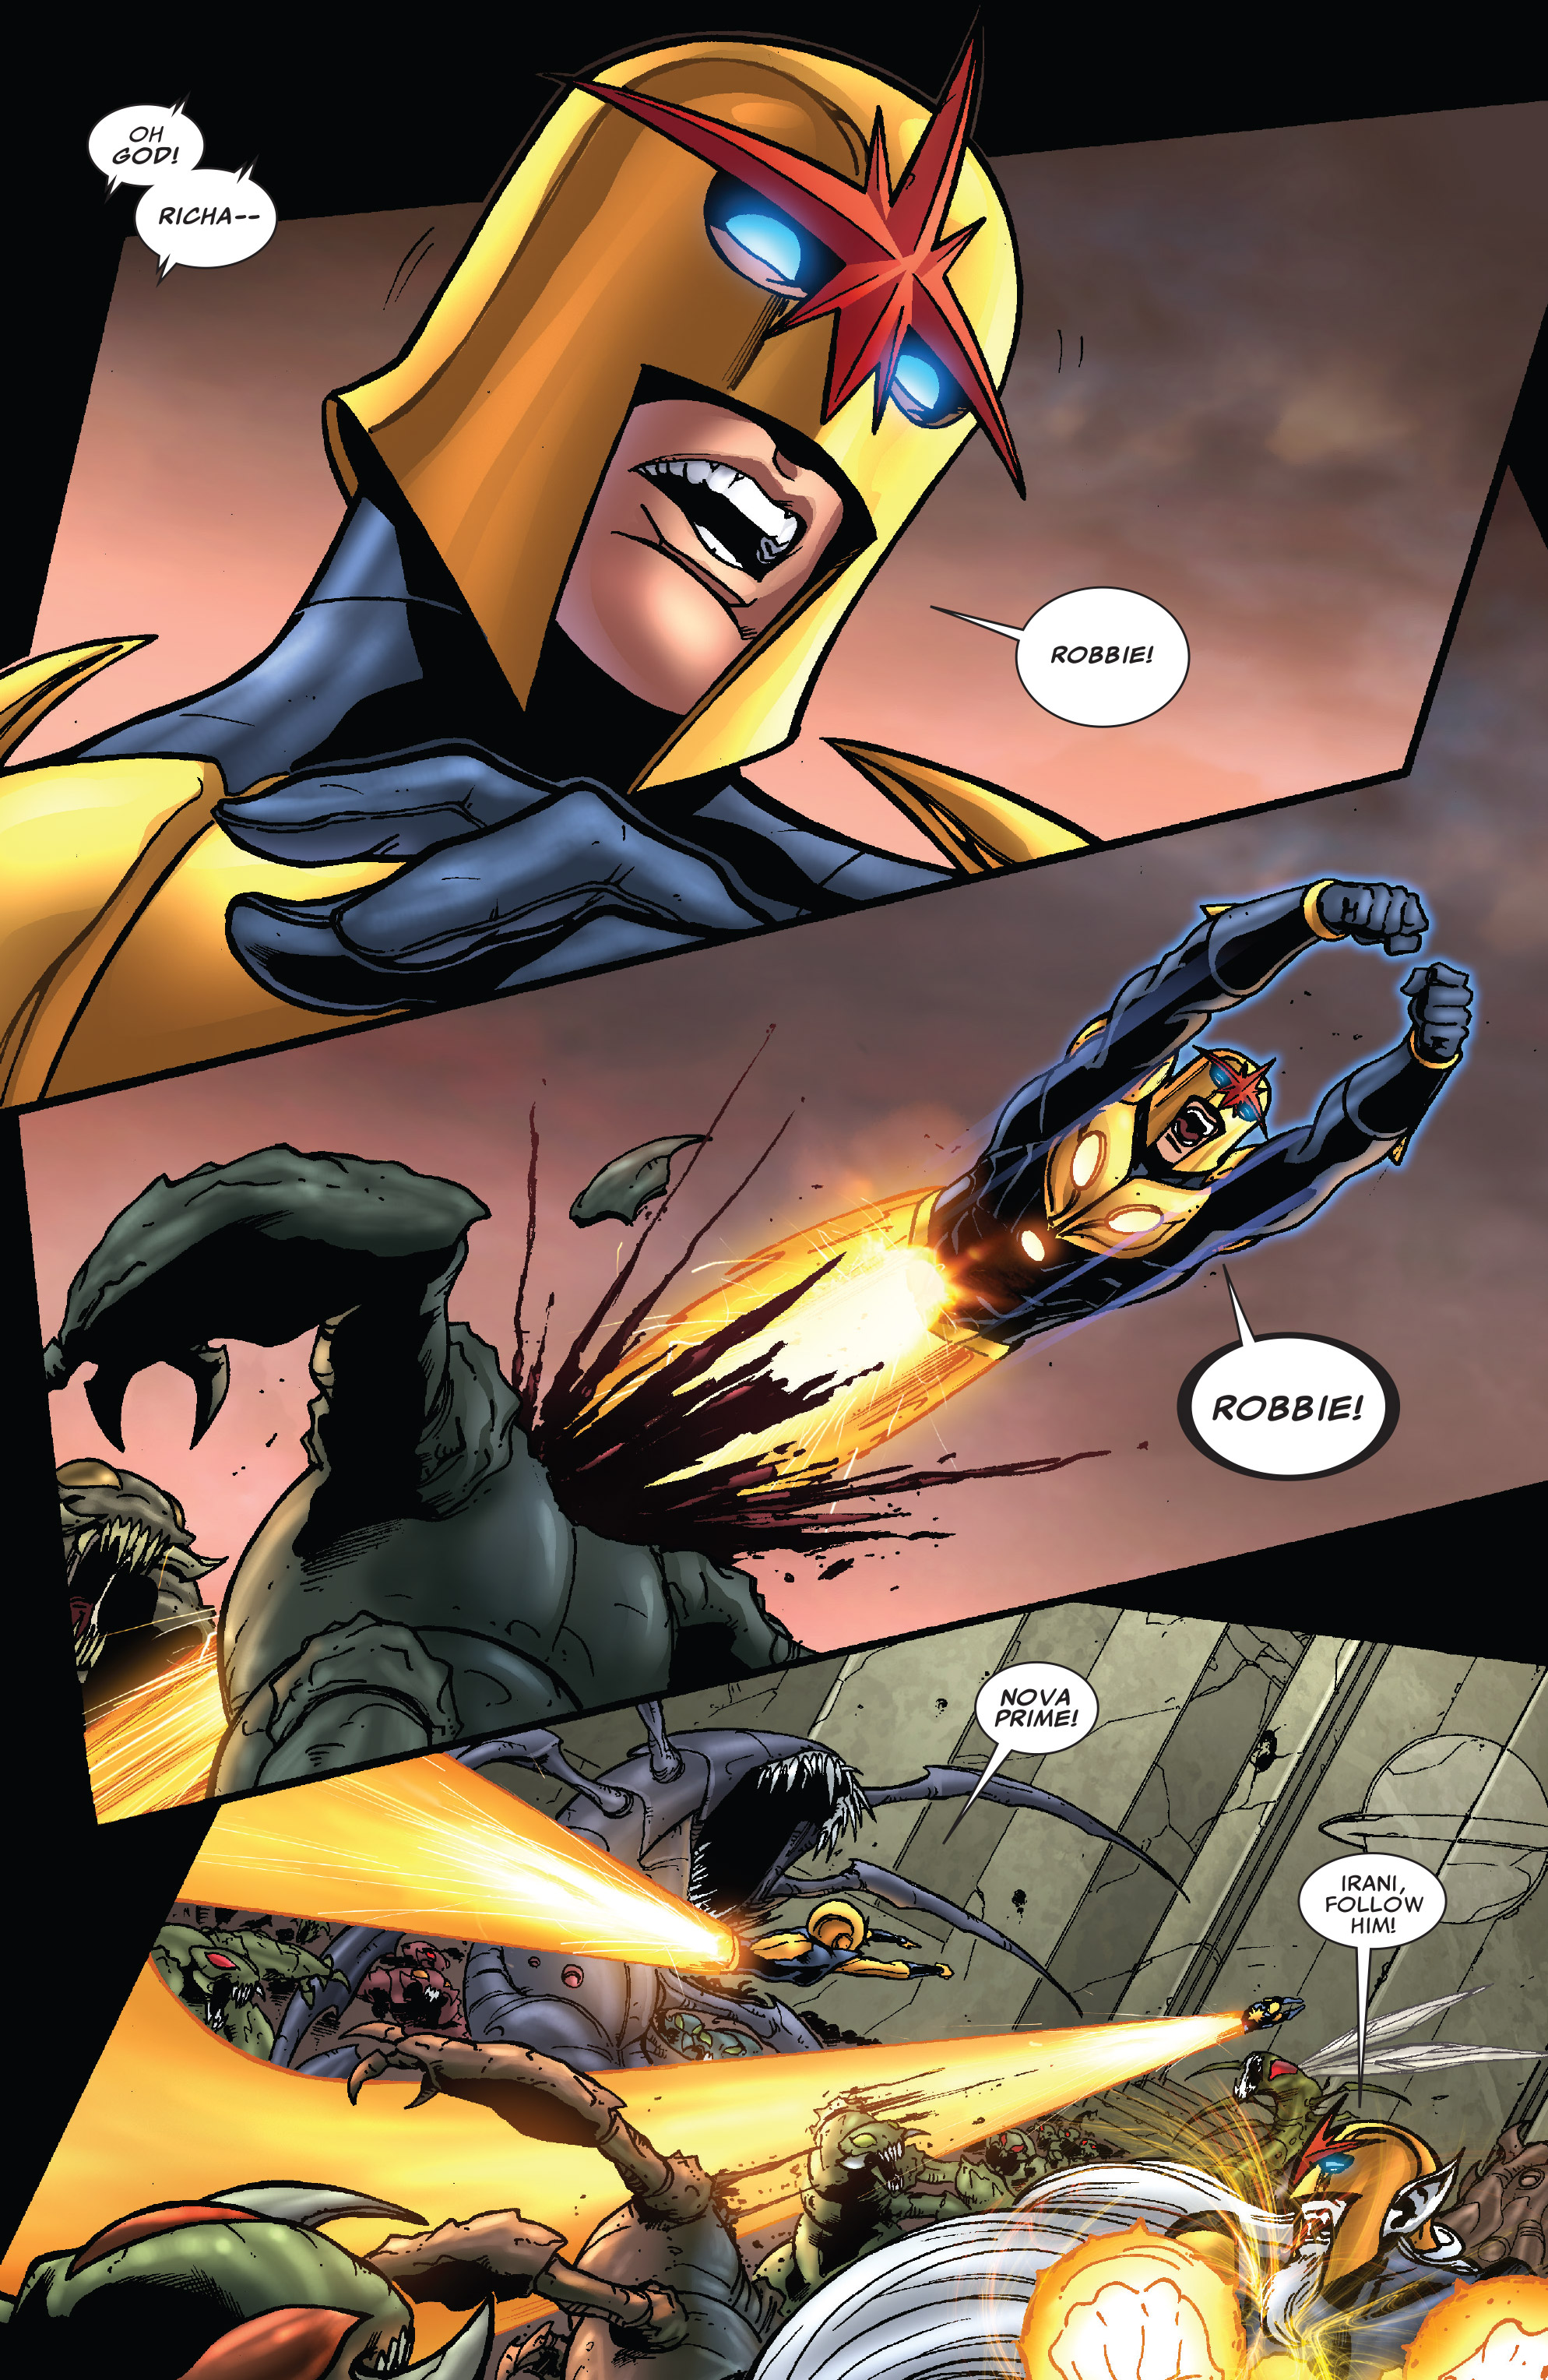 OH
GOD!
RICHA--
ROBBIE!
ROBBIE!
NOVA
PRIME!
IRANI,
FOLLOW
HIM!